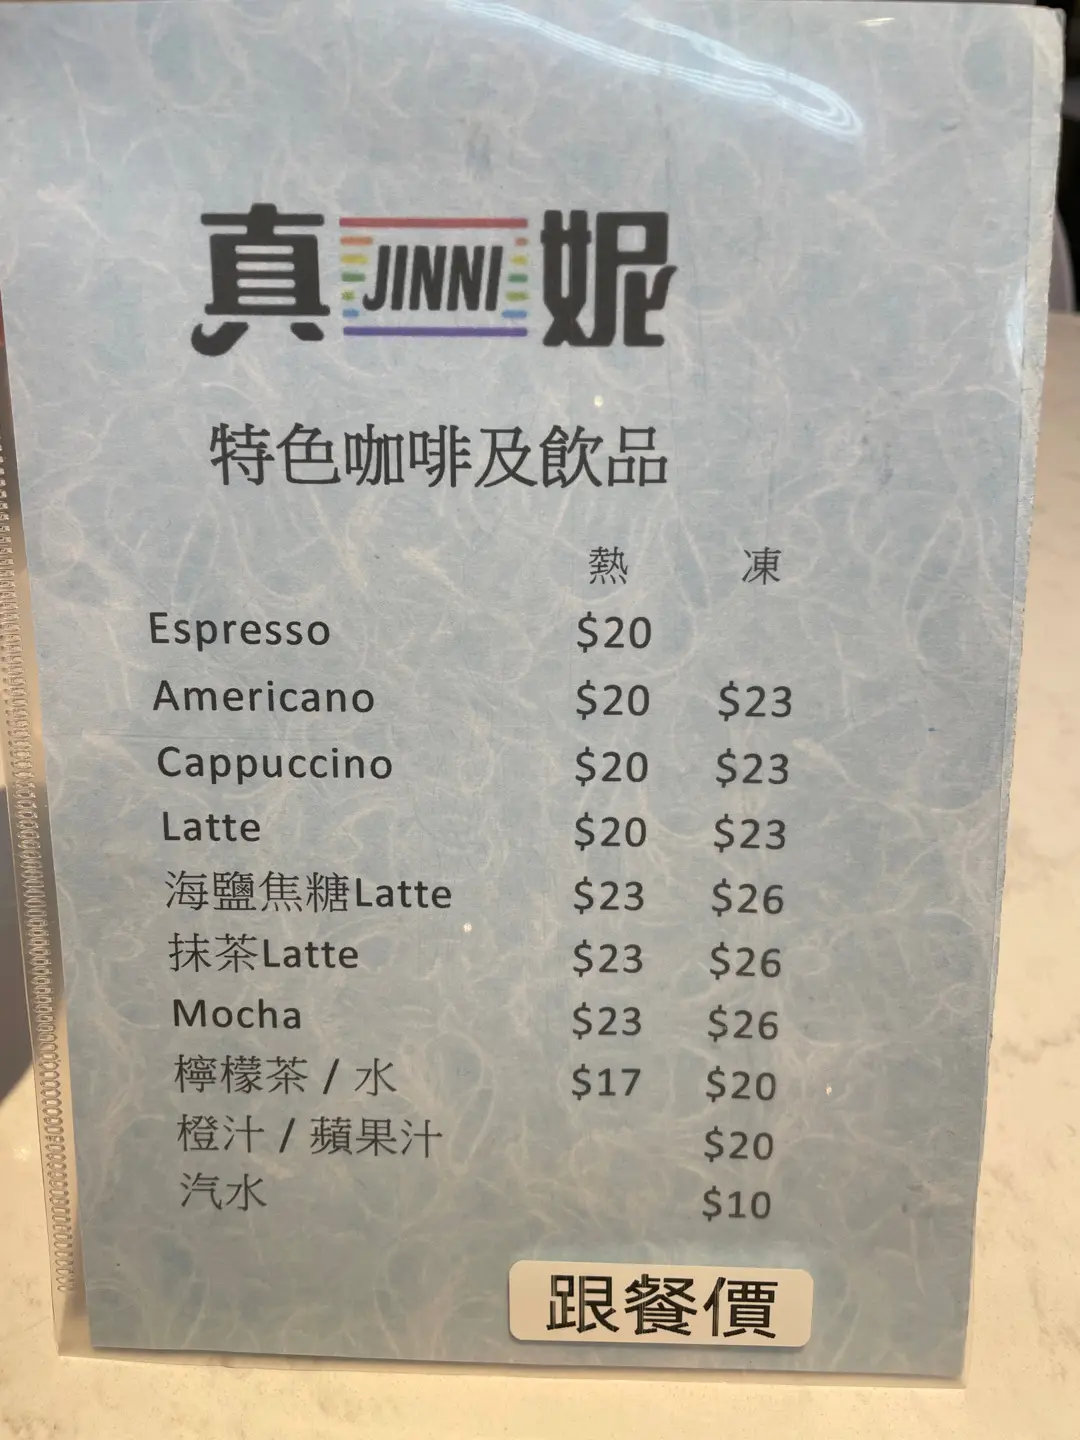 真 JINNI 妮
特色咖啡及飲品
熱 凍
Espresso $20
Americano $20 $23
Cappuccino $20 $23
Latte $20 $23
海鹽焦糖Latte $23 $26
抹茶Latte $23 $26
Mocha $23 $26
檸檬茶 / 水 $17 $20
橙汁 / 蘋果汁 $20
汽水 $10
跟餐價